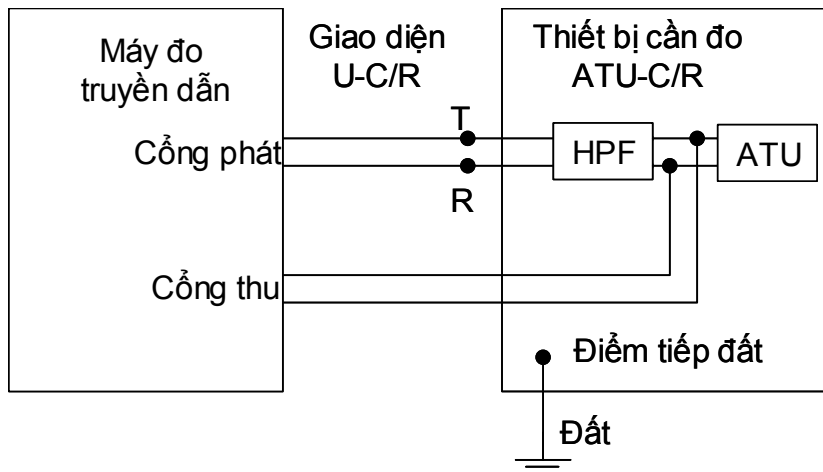 Máy đo
truyền dẫn
Giao diện
U-C/R
Thiết bị cần đo
ATU-C/R
T
Cổng phát
HPF
ATU
R
Cổng thu
Điểm tiếp đất
Đất